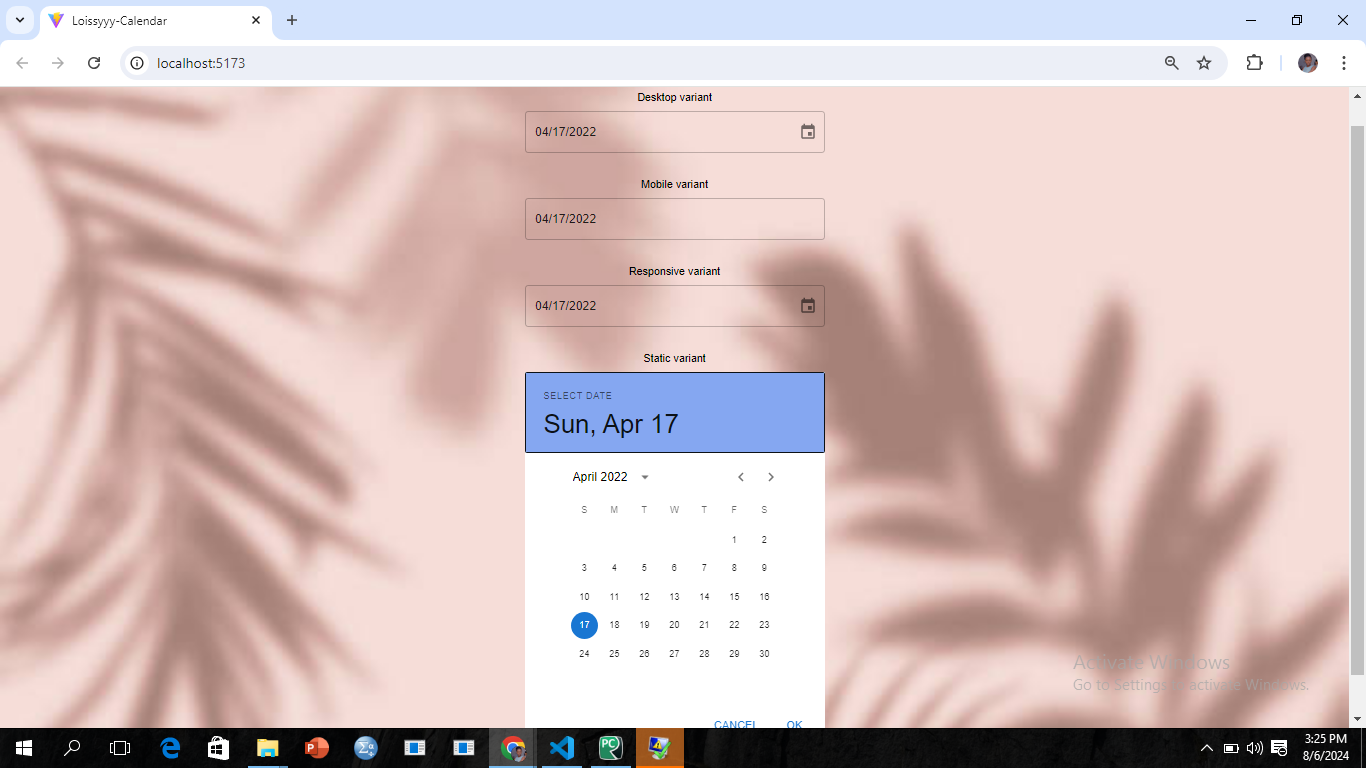 Loissyyy-Calendar
localhost:5173
Desktop variant
04/17/2022
Mobile variant
04/17/2022
Responsive variant
04/17/2022
Static variant
SELECT DATE
Sun, Apr 17
April 2022
S M T W T F S
1 2
3 4 5 6 7 8 9
10 11 12 13 14 15 16
17 18 19 20 21 22 23
24 25 26 27 28 29 30
Activate Windows
Go to Settings to activate Windows.
CANCEL OK
PC
3:25 PM
8/6/2024